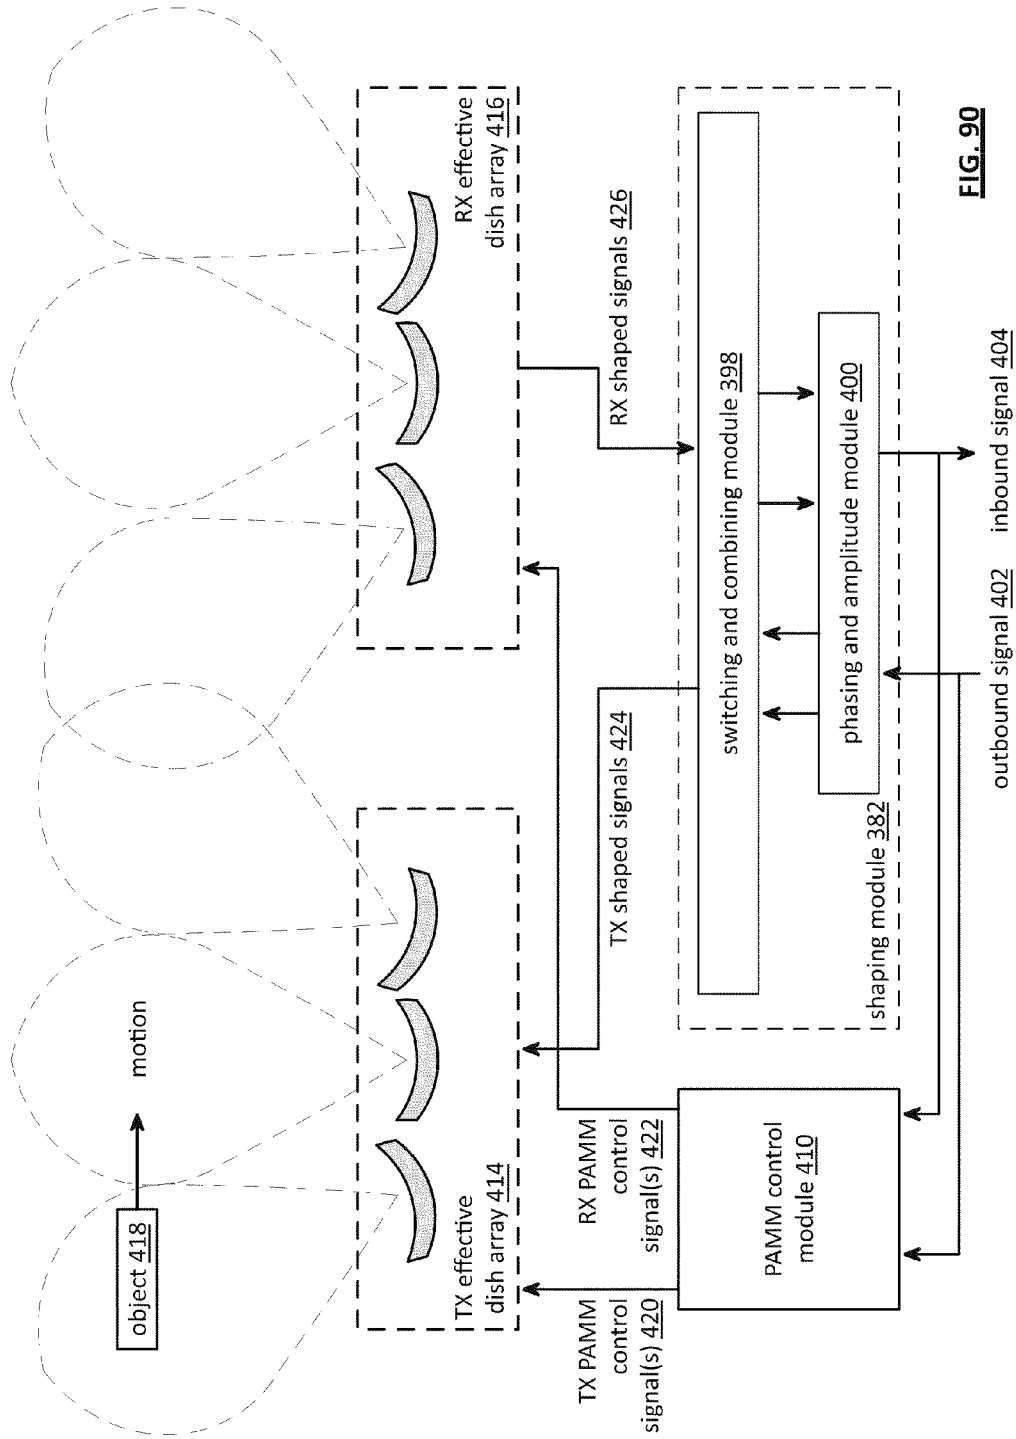 object 418
motion
TX effective
dish array 414
RX effective
dish array 416
TX PAMM
control
signal(s) 420
RX PAMM
control
signal(s) 422
TX shaped signals 424
RX shaped signals 426
PAMM control
module 410
switching and combining module 398
phasing and amplitude module 400
shaping module 382
outbound signal 402
inbound signal 404
FIG. 90